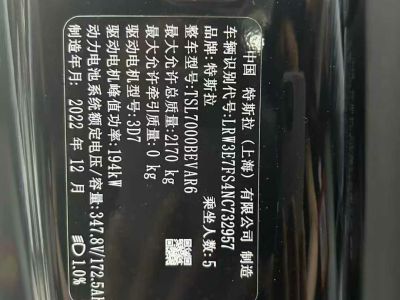 中国 特斯拉（上海）有限公司 制造
车辆识别代号:LRW3E7FS4NC732957
品牌:特斯拉 乘坐人数:5
整车型号:TSL7000BEVAR6
最大允许总质量:2170 kg
最大允许牵引质量:0 kg
驱动电机型号:3D7
驱动电机峰值功率:194kW
动力电池系统额定电压/容量:347.8V/172.5Ah
制造年月: 2022 年 12 月
1.0%